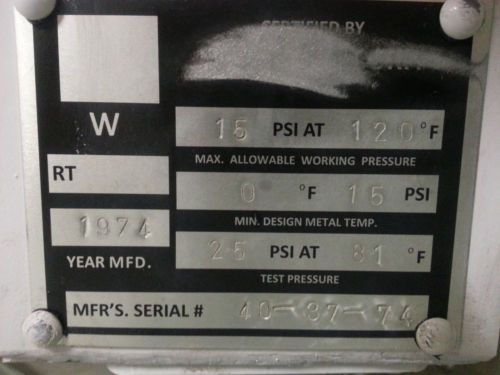 CERTIFIED BY
W
15 PSI AT 120°F
MAX. ALLOWABLE WORKING PRESSURE
RT
0 °F 15 PSI
MIN. DESIGN METAL TEMP.
1974
YEAR MFD.
25 PSI AT 81°F
TEST PRESSURE
MFR'S. SERIAL # 40-37-74